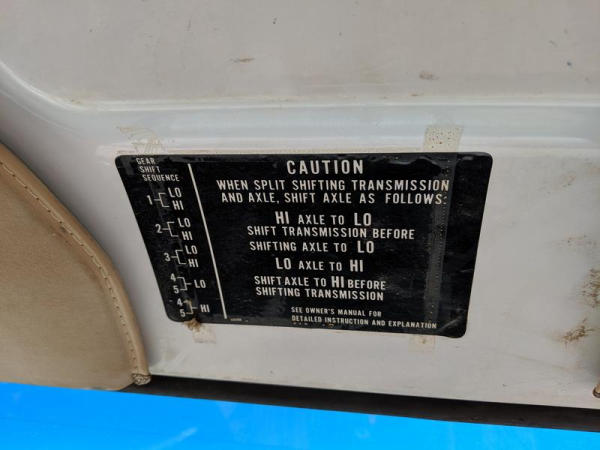 GEAR
SHIFT
SEQUENCE
1 LO
HI
2 LO
HI
3 LO
HI
4
5 LO
4
5 HI
CAUTION
WHEN SPLIT SHIFTING TRANSMISSION
AND AXLE, SHIFT AXLE AS FOLLOWS:
HI AXLE TO LO
SHIFT TRANSMISSION BEFORE
SHIFTING AXLE TO LO
LO AXLE TO HI
SHIFT AXLE TO HI BEFORE
SHIFTING TRANSMISSION
SEE OWNER'S MANUAL FOR
DETAILED INSTRUCTION AND EXPLANATION